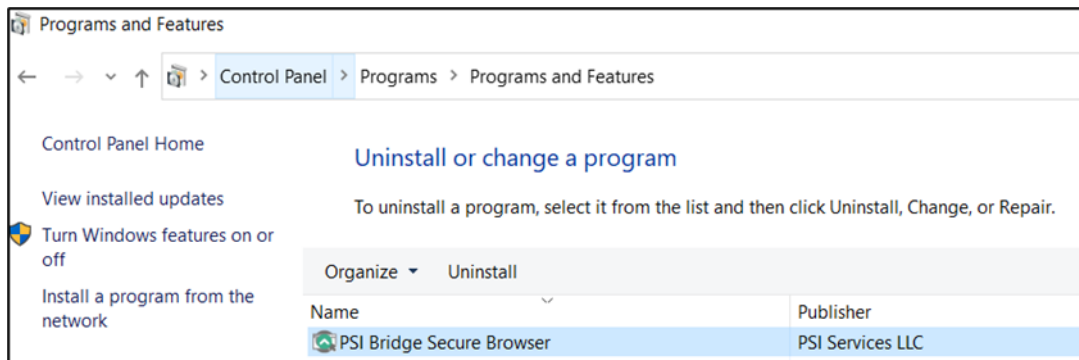 Programs and Features
Control Panel > Programs > Programs and Features
Control Panel Home
Uninstall or change a program
View installed updates
To uninstall a program, select it from the list and then click Uninstall, Change, or Repair.
Turn Windows features on or
off
Organize Uninstall
Install a program from the
network
Name Publisher
PSI Bridge Secure Browser PSI Services LLC